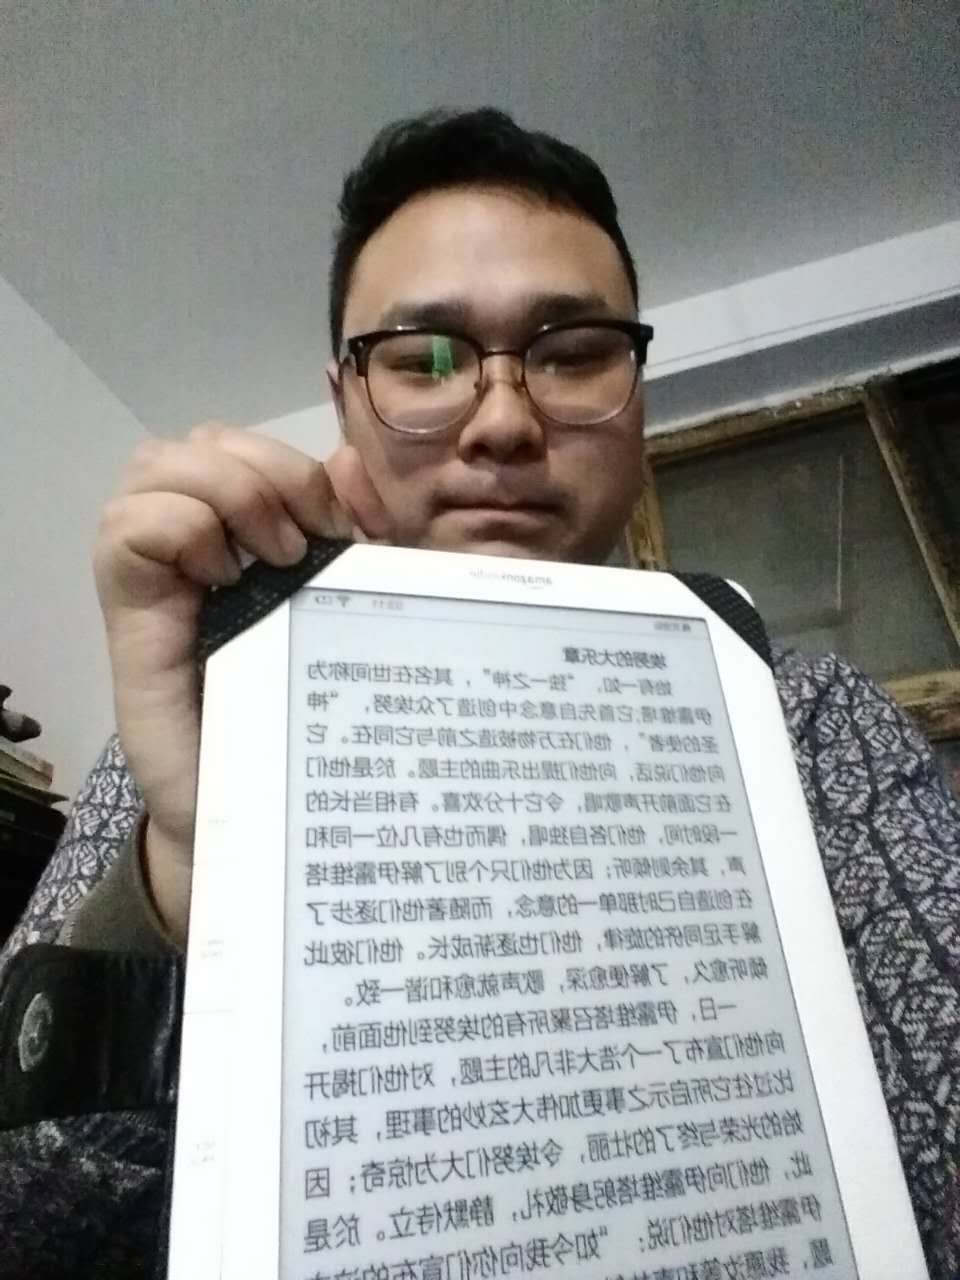 amazonkindle
埃努的大乐章
始有一如，“独一之神”，其名在世间称为
伊露维塔,它首先自意念中创造了众埃努，“神
圣的使者”，他们在万物被造之前与它同在。它
向他们说话，向他们提出乐曲的主题。於是他们
在它面前开声歌唱，令它十分欢喜。有相当长的
一段时间，他们各自独唱，偶而也有几位一同和
声，其余则倾听；因为他们只个别了解伊露维塔
在创造自己时那单一的意念，而随著他们逐步了
解手足同侪的旋律，他们也逐渐成长。他们彼此
倾听愈久，了解便愈深，歌声就愈和谐一致。
一日，伊露维塔召聚所有的埃努到他面前，
向他们宣布了一个浩大非凡的主题，对他们揭开
比过往它所启示之事更加伟大玄妙的事理，其初
始的光荣与终了的壮丽，令埃努们大为惊奇；因
此，他们向伊露维塔躬身敬礼，静默侍立。於是
伊露维塔对他们说：“如今我向你们宣布的这
题，我愿